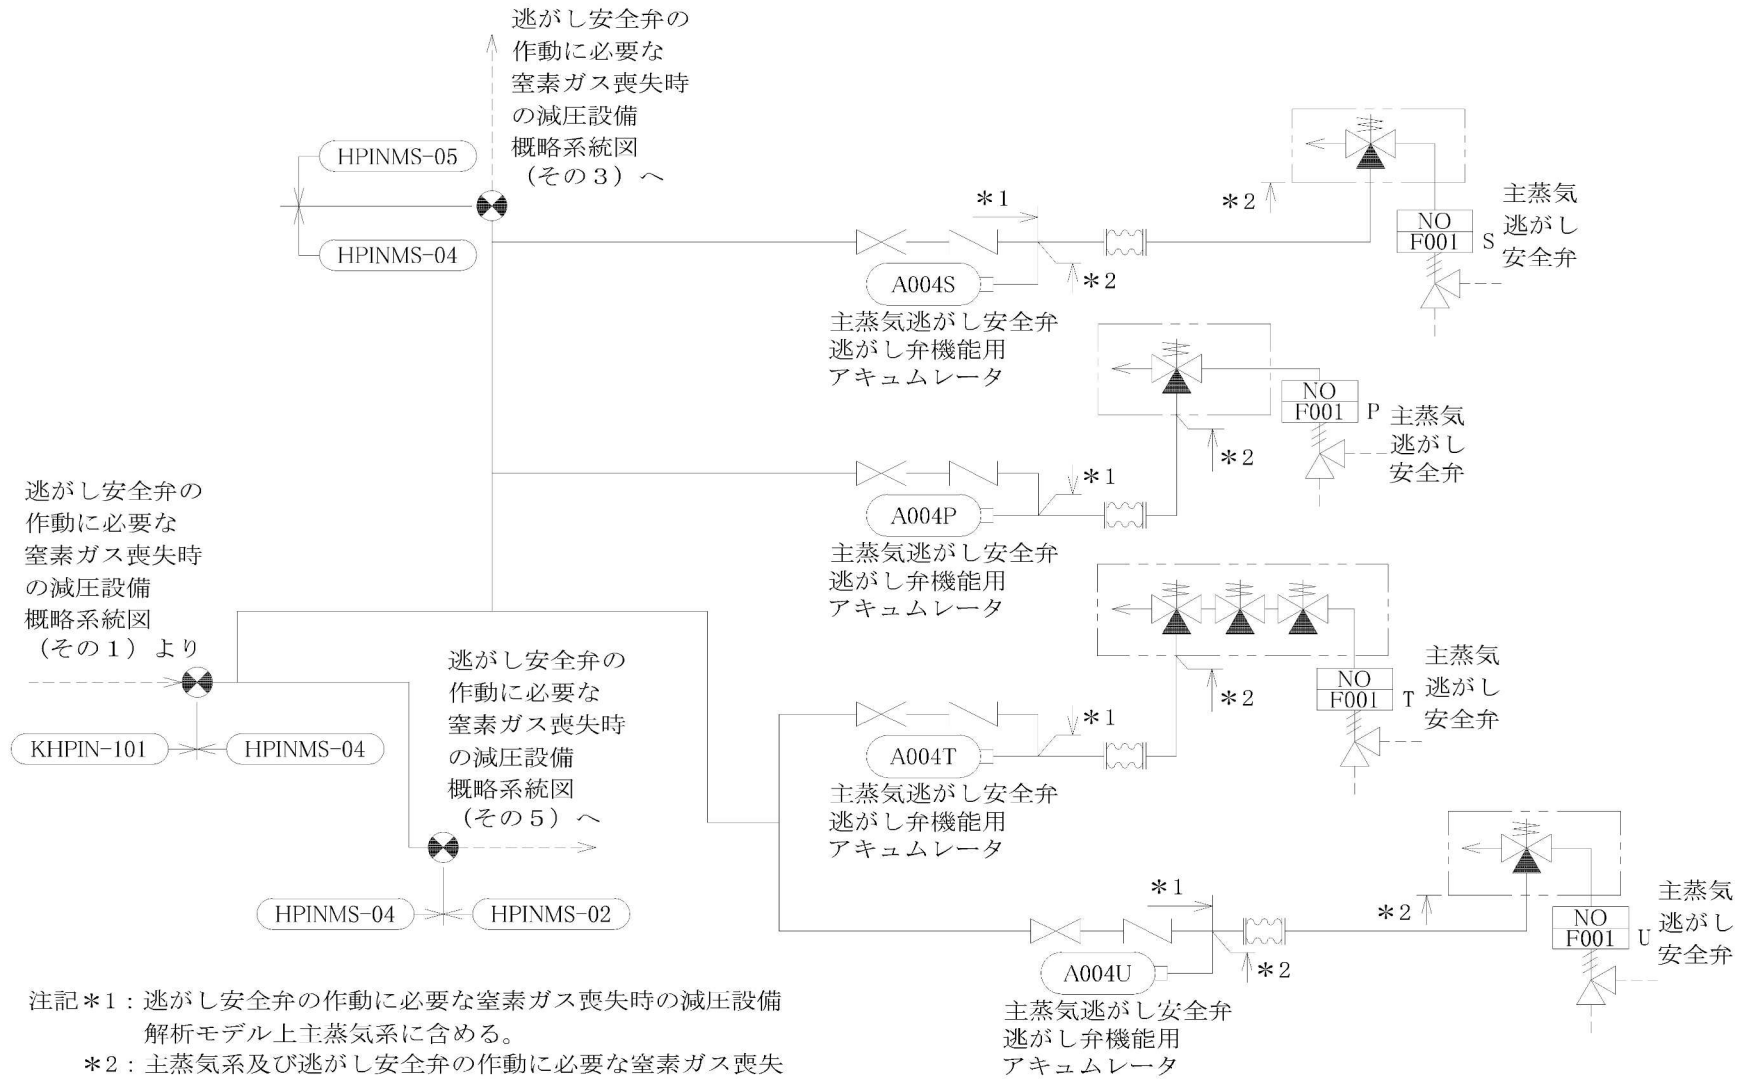 逃がし安全弁の
作動に必要な
窒素ガス喪失時
の減圧設備
概略系統図
（その３）へ
HPINMS-05
HPINMS-04
＊1
＊2
＊2
主蒸気
逃がし
安全弁
NO
F001
S
A004S
主蒸気逃がし安全弁
逃がし弁機能用
アキュムレータ
NO
F001
P
主蒸気
逃がし
安全弁
＊2
＊1
A004P
主蒸気逃がし安全弁
逃がし弁機能用
アキュムレータ
逃がし安全弁の
作動に必要な
窒素ガス喪失時
の減圧設備
概略系統図
（その１）より
KHPIN-101
HPINMS-04
逃がし安全弁の
作動に必要な
窒素ガス喪失時
の減圧設備
概略系統図
（その５）へ
HPINMS-04
HPINMS-02
NO
F001
T
主蒸気
逃がし
安全弁
＊2
＊1
A004T
主蒸気逃がし安全弁
逃がし弁機能用
アキュムレータ
＊1
＊2
＊2
NO
F001
U
主蒸気
逃がし
安全弁
A004U
主蒸気逃がし安全弁
逃がし弁機能用
アキュムレータ
注記＊1：逃がし安全弁の作動に必要な窒素ガス喪失時の減圧設備
解析モデル上主蒸気系に含める。
＊2：主蒸気系及び逃がし安全弁の作動に必要な窒素ガス喪失